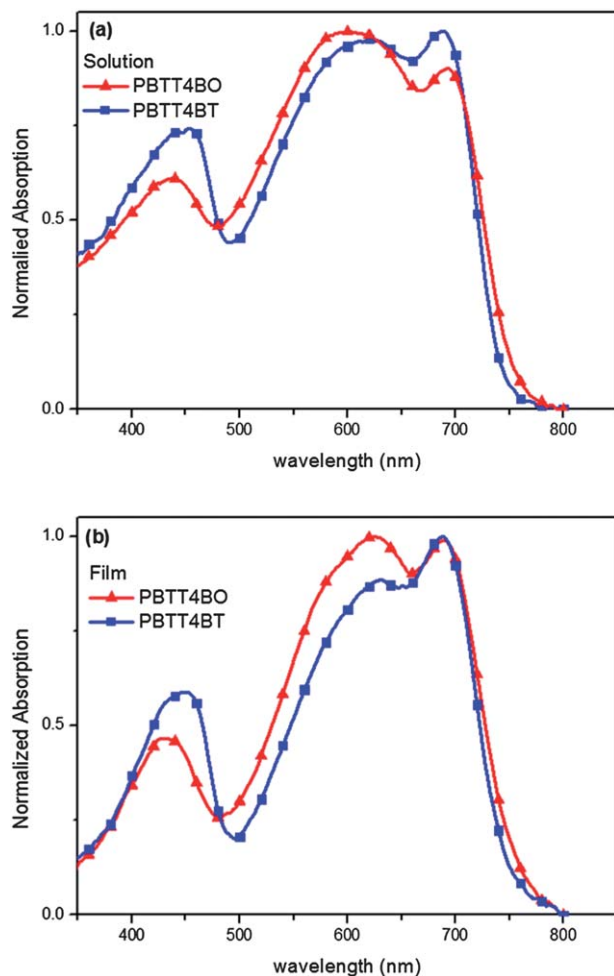 (a)
Solution
PBTT4BO
PBTT4BT
Normalied Absorption
1.0
0.5
0.0
400 500 600 700 800
wavelength (nm)
(b)
Film
PBTT4BO
PBTT4BT
Normalized Absorption
1.0
0.5
0.0
400 500 600 700 800
wavelength (nm)